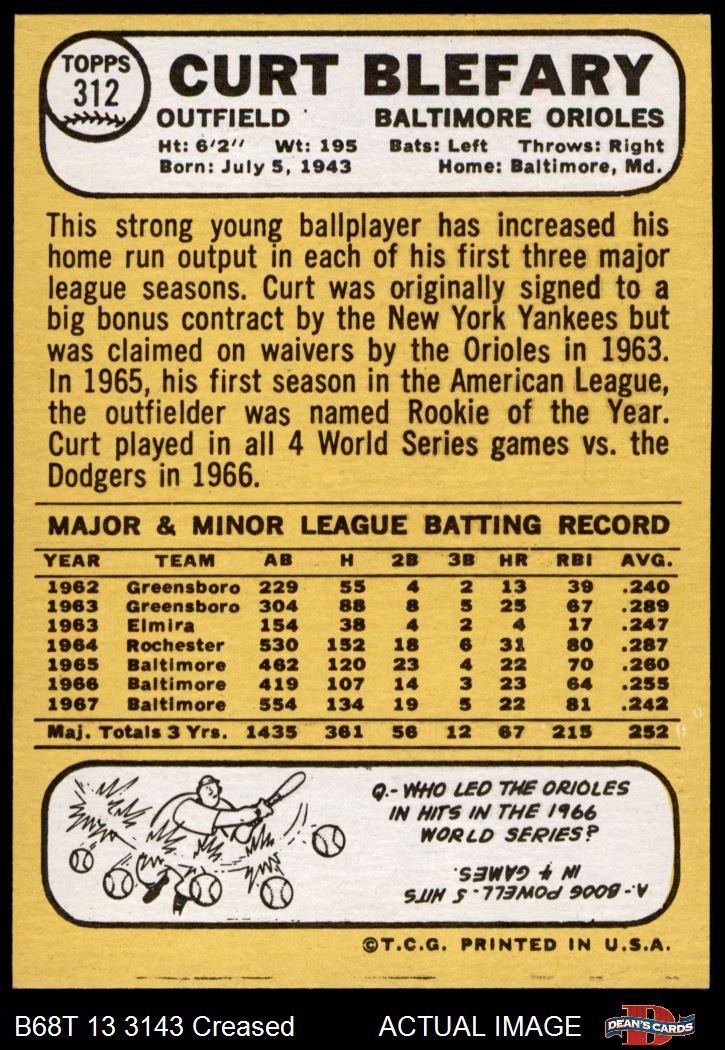 TOPPS
312
CURT BLEFARY
OUTFIELD BALTIMORE ORIOLES
Ht: 6'2" Wt: 195 Bats: Left Throws: Right
Born: July 5, 1943 Home: Baltimore, Md.
This strong young ballplayer has increased his
home run output in each of his first three major
league seasons. Curt was originally signed to a
big bonus contract by the New York Yankees but
was claimed on waivers by the Orioles in 1963.
In 1965, his first season in the American League,
the outfielder was named Rookie of the Year.
Curt played in all 4 World Series games vs. the
Dodgers in 1966.
MAJOR & MINOR LEAGUE BATTING RECORD
YEAR TEAM AB H 2B 3B HR RBI AVG.
1962 Greensboro 229 55 4 2 13 39 .240
1963 Greensboro 304 88 8 5 25 67 .289
1963 Elmira 154 38 4 2 4 17 .247
1964 Rochester 530 152 18 6 31 80 .287
1965 Baltimore 462 120 23 4 22 70 .260
1966 Baltimore 419 107 14 3 23 64 .255
1967 Baltimore 554 134 19 5 22 81 .242
Maj. Totals 3 Yrs. 1435 361 56 12 67 215 252
Q.- WHO LED THE ORIOLES
IN HITS IN THE 1966
WORLD SERIES?
A.- BOOG POWELL - 5 HITS
IN 4 GAMES.
©T.C.G. PRINTED IN U.S.A.
B68T 13 3143 Creased ACTUAL IMAGE
DEAN'S CARDS